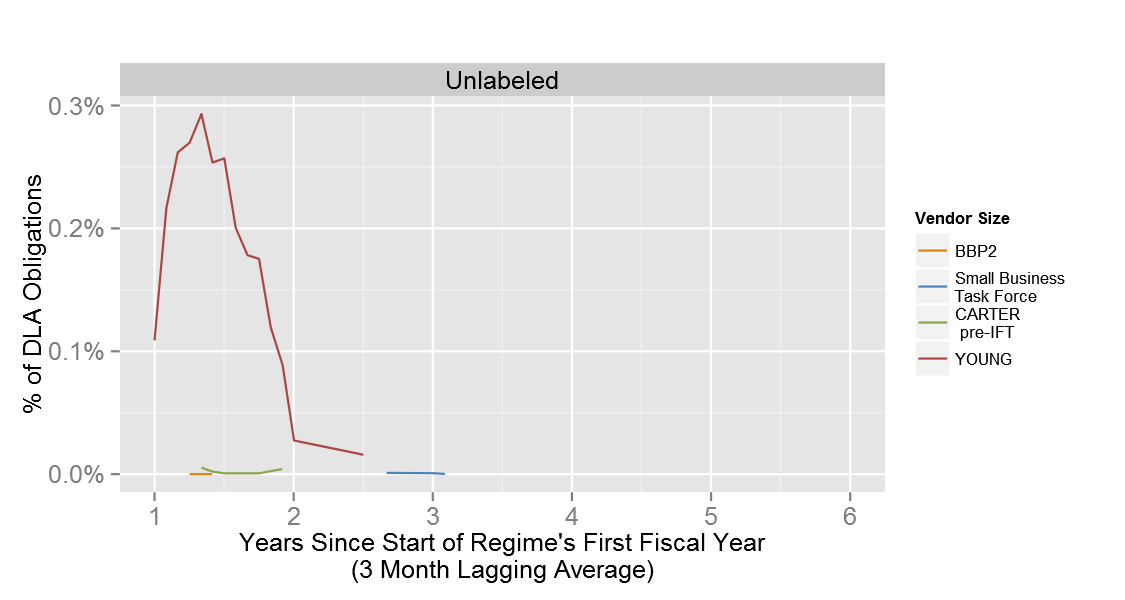 Unlabeled
0.3%
0.2%
0.1%
0.0%
% of DLA Obligations
1 2 3 4 5 6
Years Since Start of Regime's First Fiscal Year
(3 Month Lagging Average)
Vendor Size
BBP2
Small Business
Task Force
CARTER
pre-IFT
YOUNG